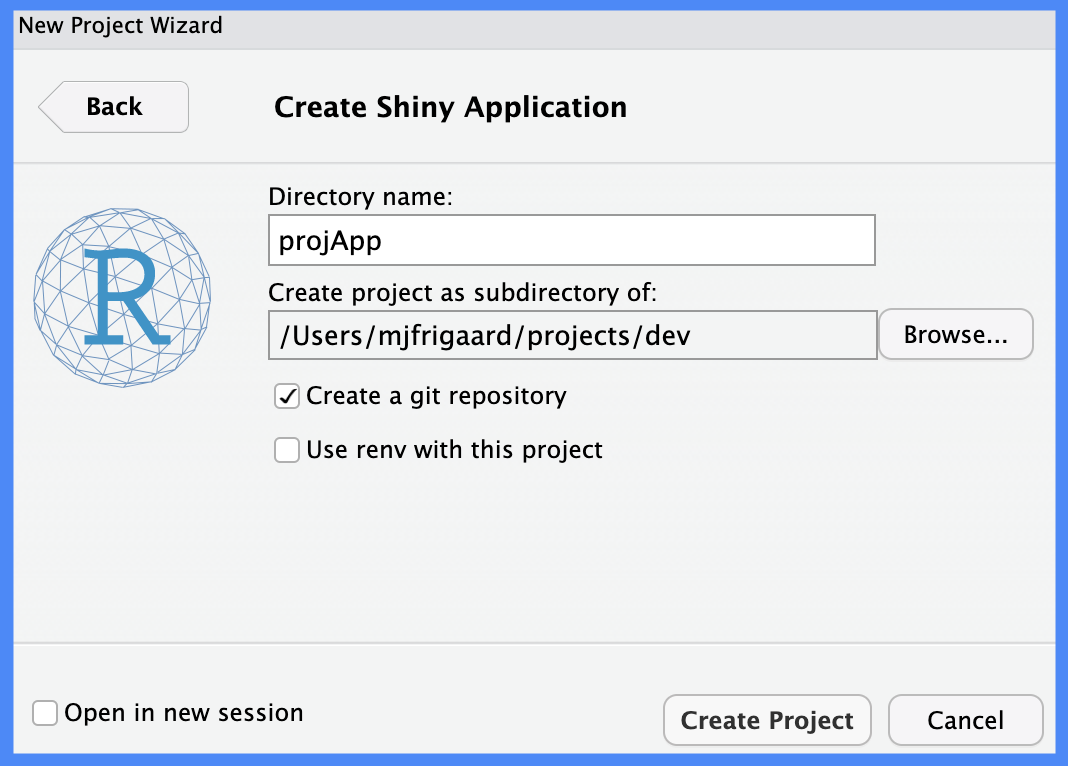 New Project Wizard
Back
Create Shiny Application
Directory name:
projApp
R
Create project as subdirectory of:
/Users/mjfrigaard/projects/dev
Browse...
Create a git repository
Use renv with this project
Open in new session
Create Project
Cancel